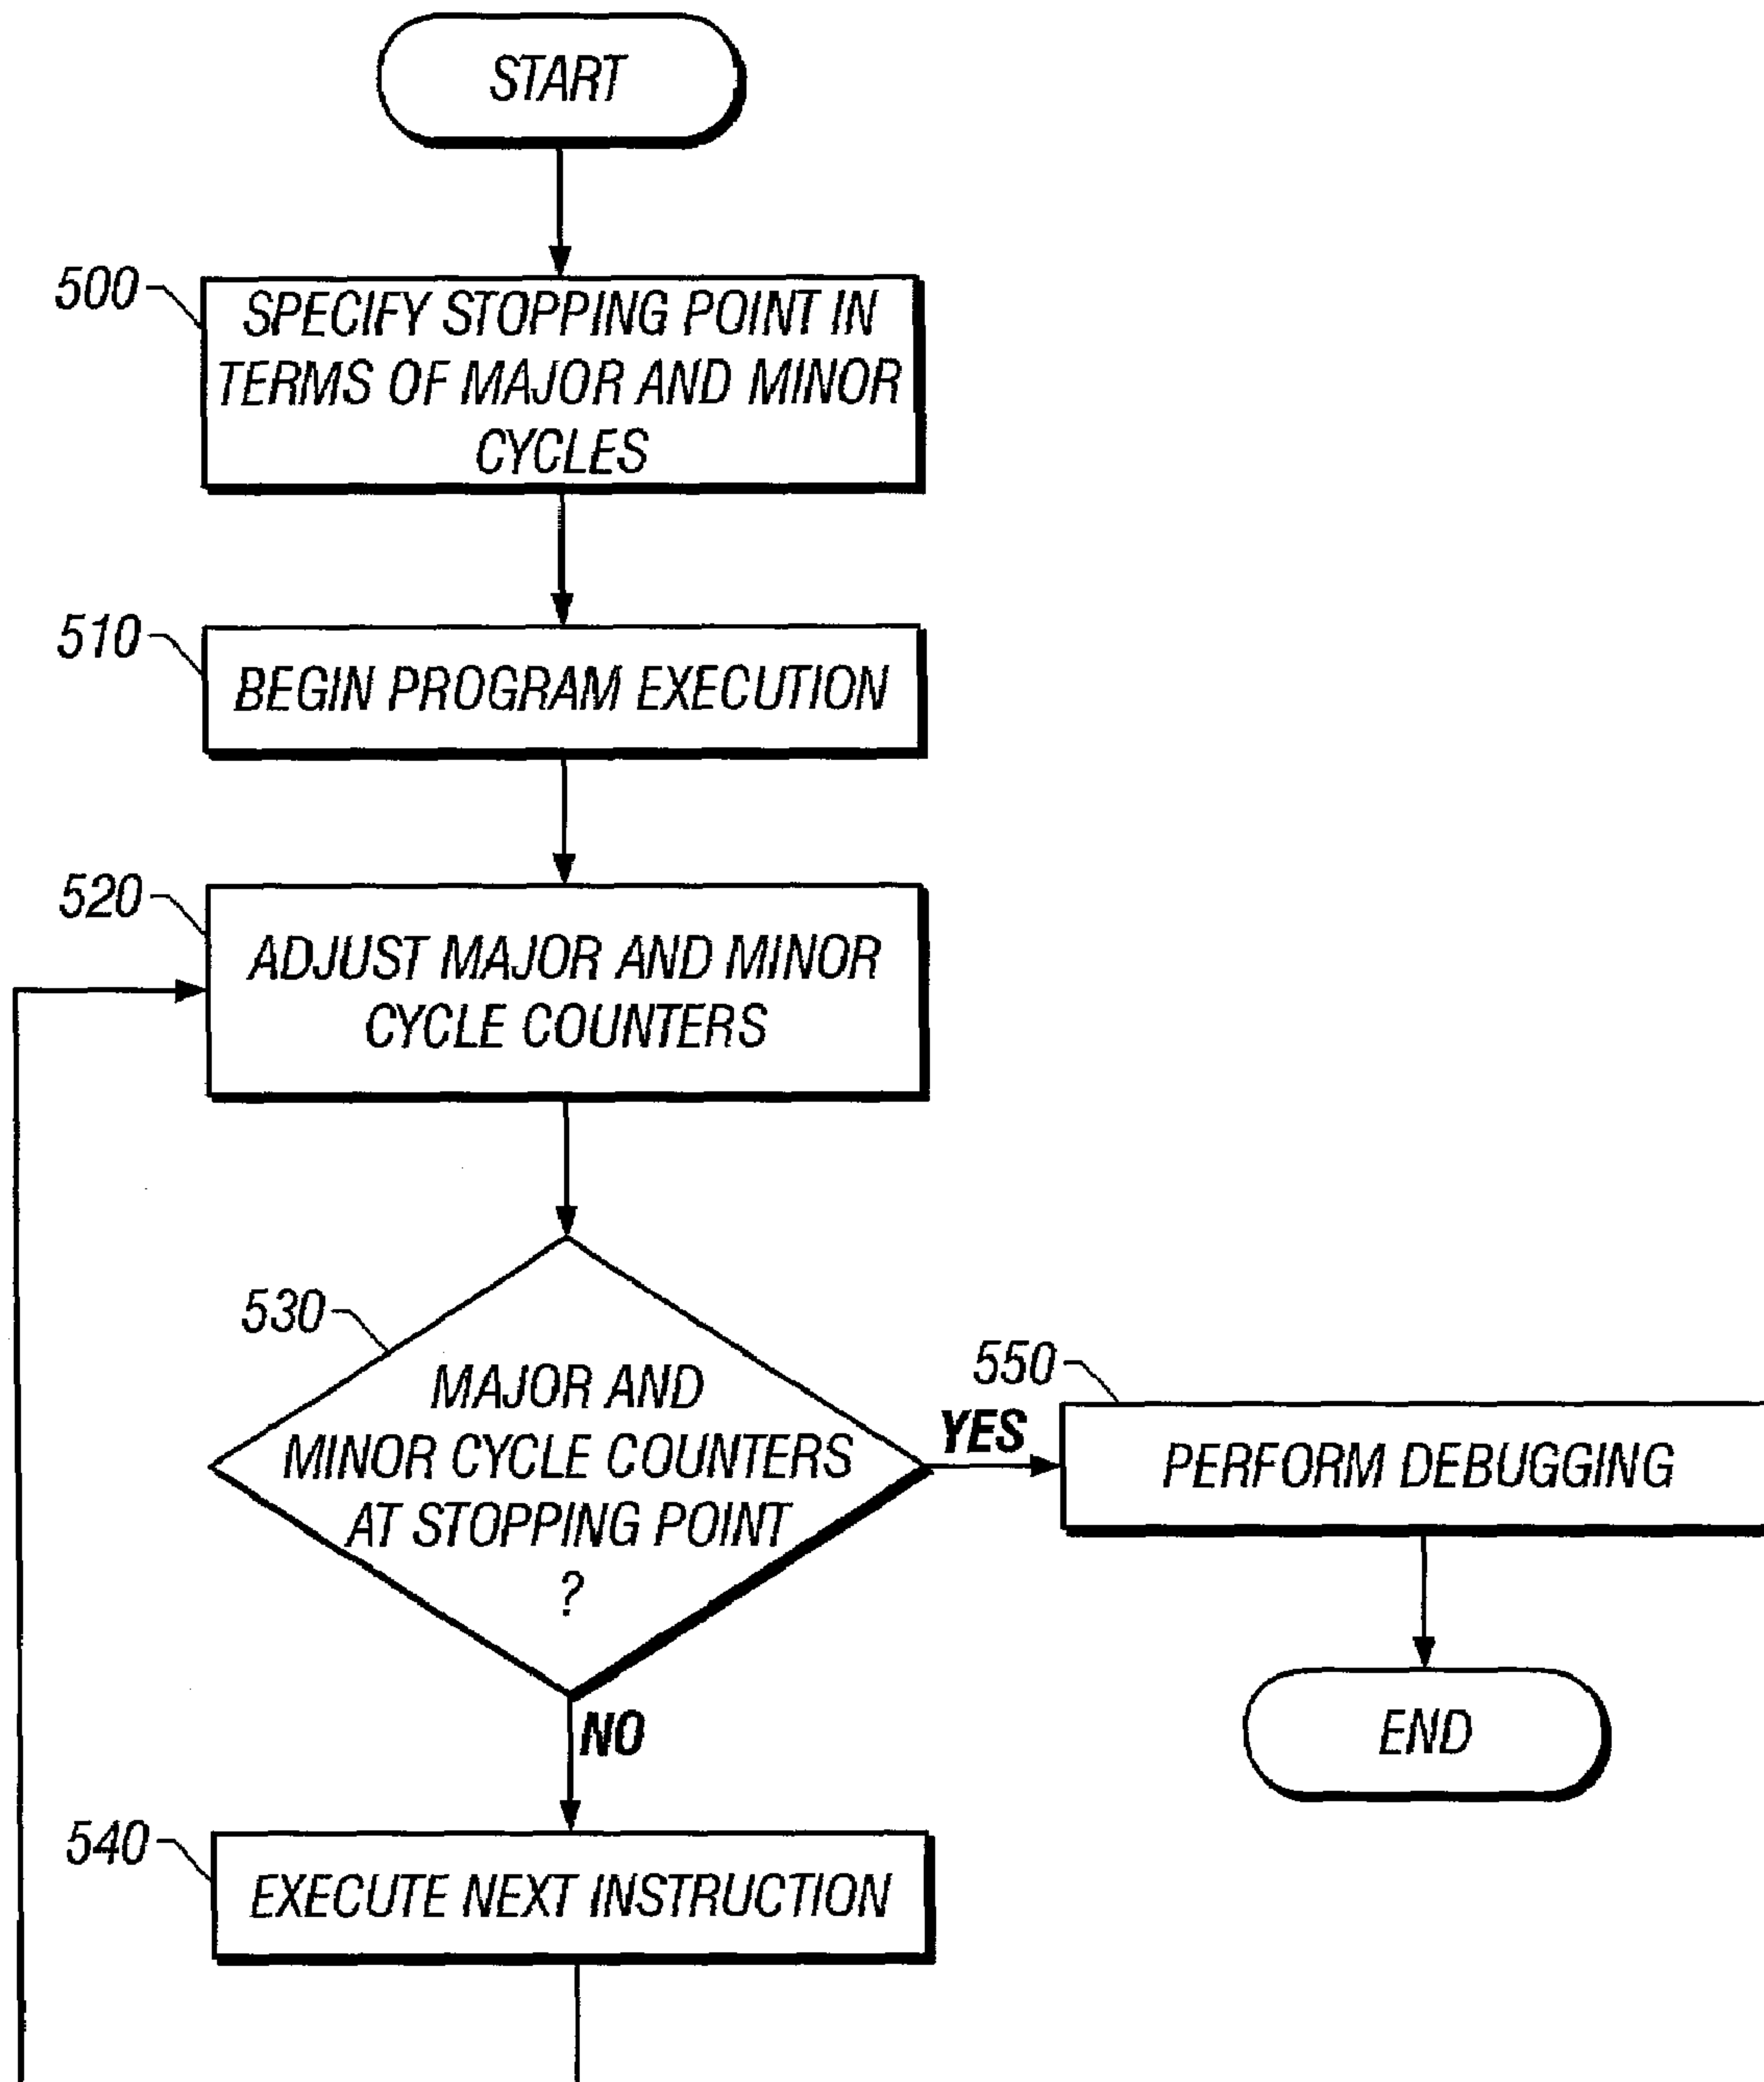 START
500
SPECIFY STOPPING POINT IN
TERMS OF MAJOR AND MINOR
CYCLES
510
BEGIN PROGRAM EXECUTION
520
ADJUST MAJOR AND MINOR
CYCLE COUNTERS
530
MAJOR AND
MINOR CYCLE COUNTERS
AT STOPPING POINT
?
YES
550
PERFORM DEBUGGING
END
NO
540
EXECUTE NEXT INSTRUCTION